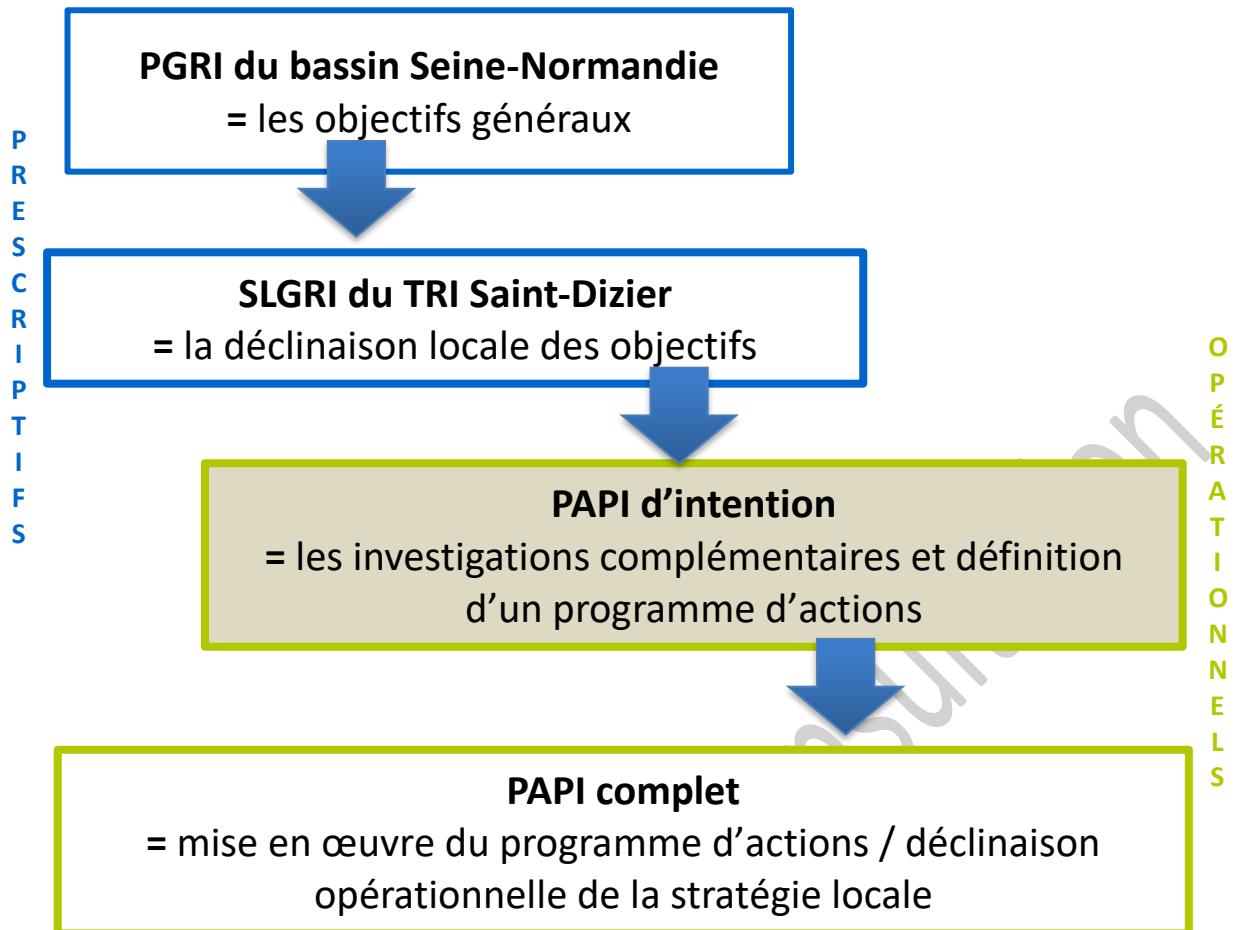 PGRI du bassin Seine-Normandie
= les objectifs généraux
PRESCRIPTIFS
SLGRI du TRI Saint-Dizier
= la déclinaison locale des objectifs
OPÉRATIONNELS
PAPI d’intention
= les investigations complémentaires et définition
d’un programme d’actions
PAPI complet
= mise en œuvre du programme d’actions / déclinaison
opérationnelle de la stratégie locale